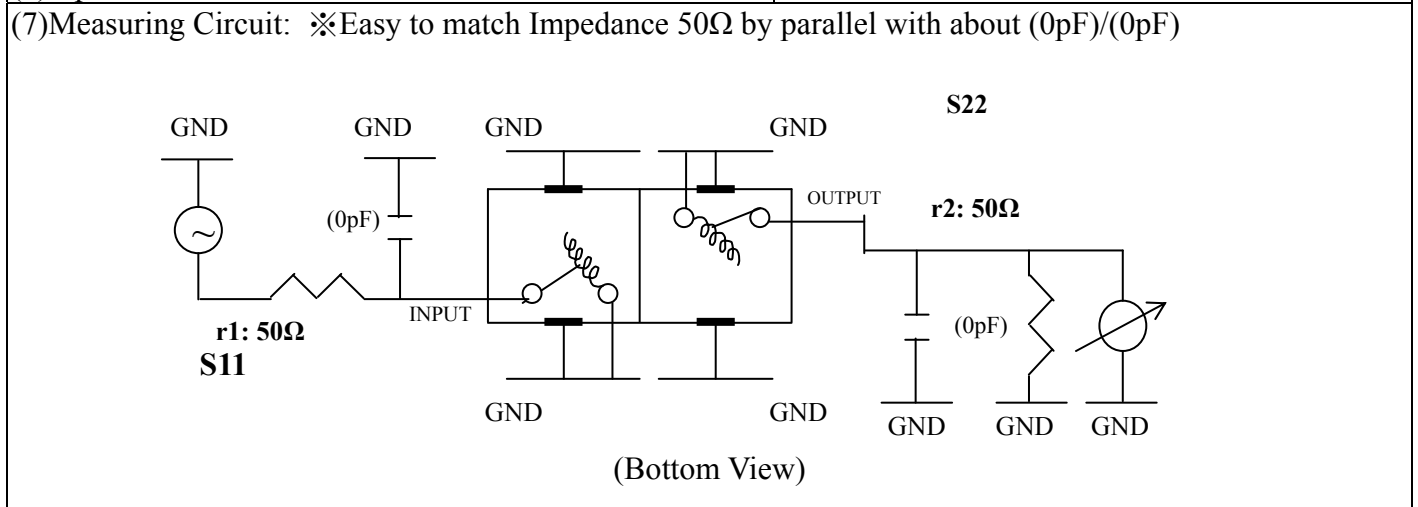 (7)Measuring Circuit: ※Easy to match Impedance 50Ω by parallel with about (0pF)/(0pF)
S22
GND GND GND GND
(0pF)
OUTPUT
r2: 50Ω
~
INPUT
r1: 50Ω
(0pF)
S11
GND GND
GND GND GND
(Bottom View)